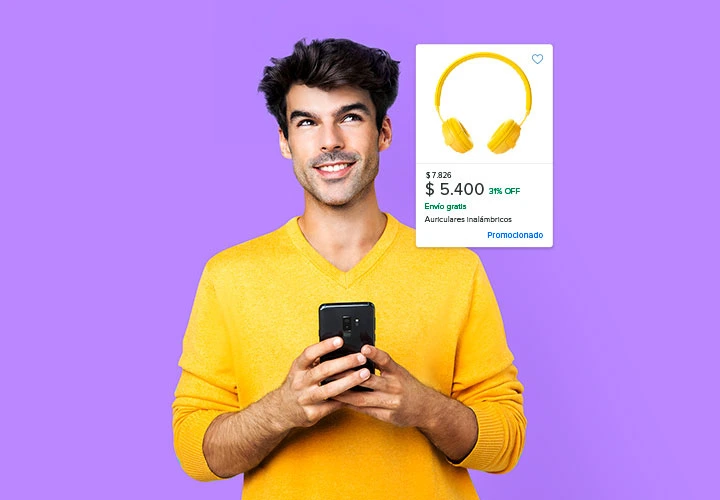 $ 7.826
$ 5.400 31% OFF
Envío gratis
Auriculares inalámbricos
Promocionado